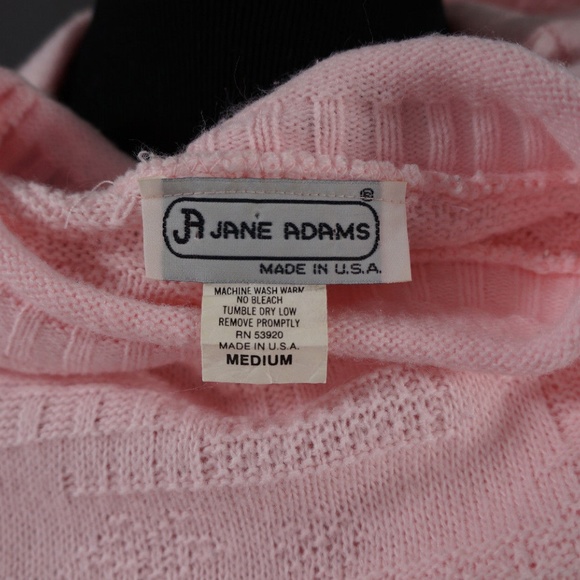 JA JANE ADAMS ®
MADE IN U.S.A.
MACHINE WASH WARM
NO BLEACH
TUMBLE DRY LOW
REMOVE PROMPTLY
RN 53920
MADE IN U.S.A.
MEDIUM